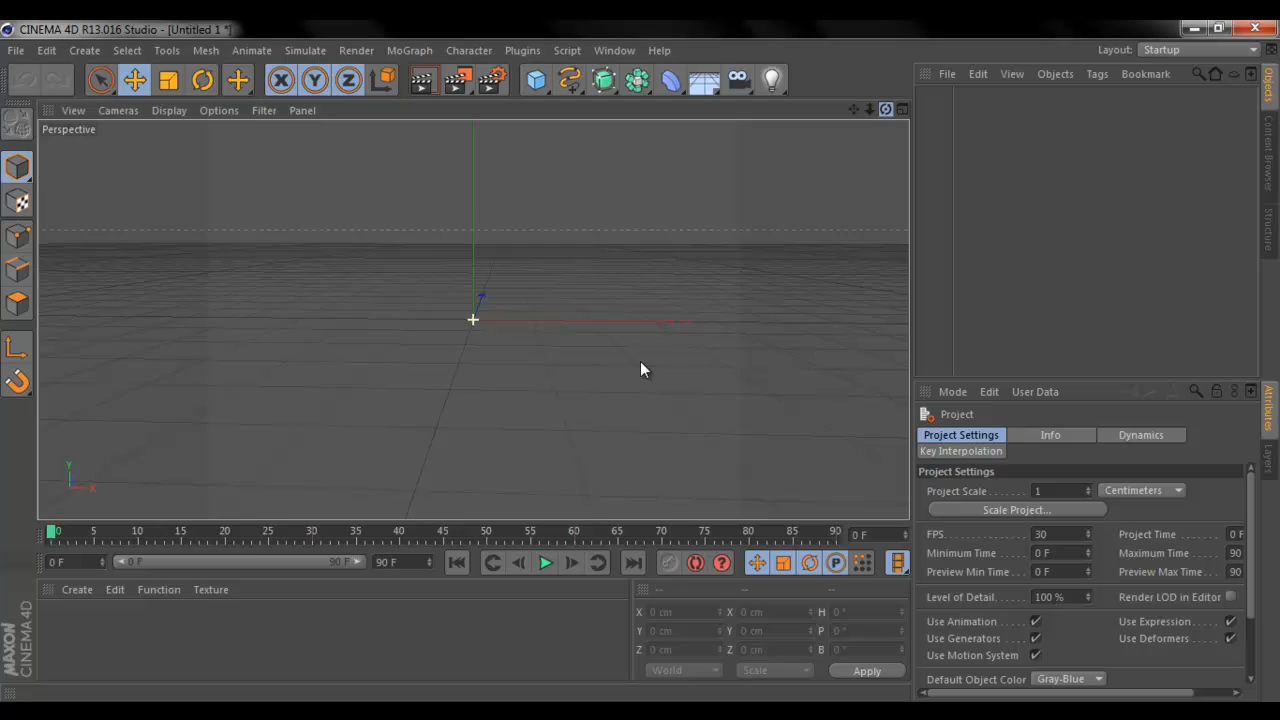 CINEMA 4D R13.016 Studio - [Untitled 1 *]
File Edit Create Select Tools Mesh Animate Simulate Render MoGraph Character Plugins Script Window Help Layout: Startup
X Y Z
File Edit View Objects Tags Bookmark
View Cameras Display Options Filter Panel
Perspective
Objects
Content Browser
Structure
Y
X
Mode Edit User Data
Project
Project Settings Info Dynamics
Key Interpolation
Attributes
Layers
Project Settings
Project Scale 1 Centimeters
Scale Project...
FPS 30 Project Time 0 F
Minimum Time 0 F Maximum Time 90
Preview Min Time 0 F Preview Max Time 90
Level of Detail 100 % Render LOD in Editor
Use Animation Use Expression
Use Generators Use Deformers
Use Motion System
Default Object Color Gray-Blue
0 5 10 15 20 25 30 35 40 45 50 55 60 65 70 75 80 85 90 0 F
0 F 0 F 90 F 90 F P
Create Edit Function Texture
-- -- --
X 0 cm X 0 cm H 0 °
Y 0 cm Y 0 cm P 0 °
Z 0 cm Z 0 cm B 0 °
World Scale Apply
MAXON
CINEMA 4D